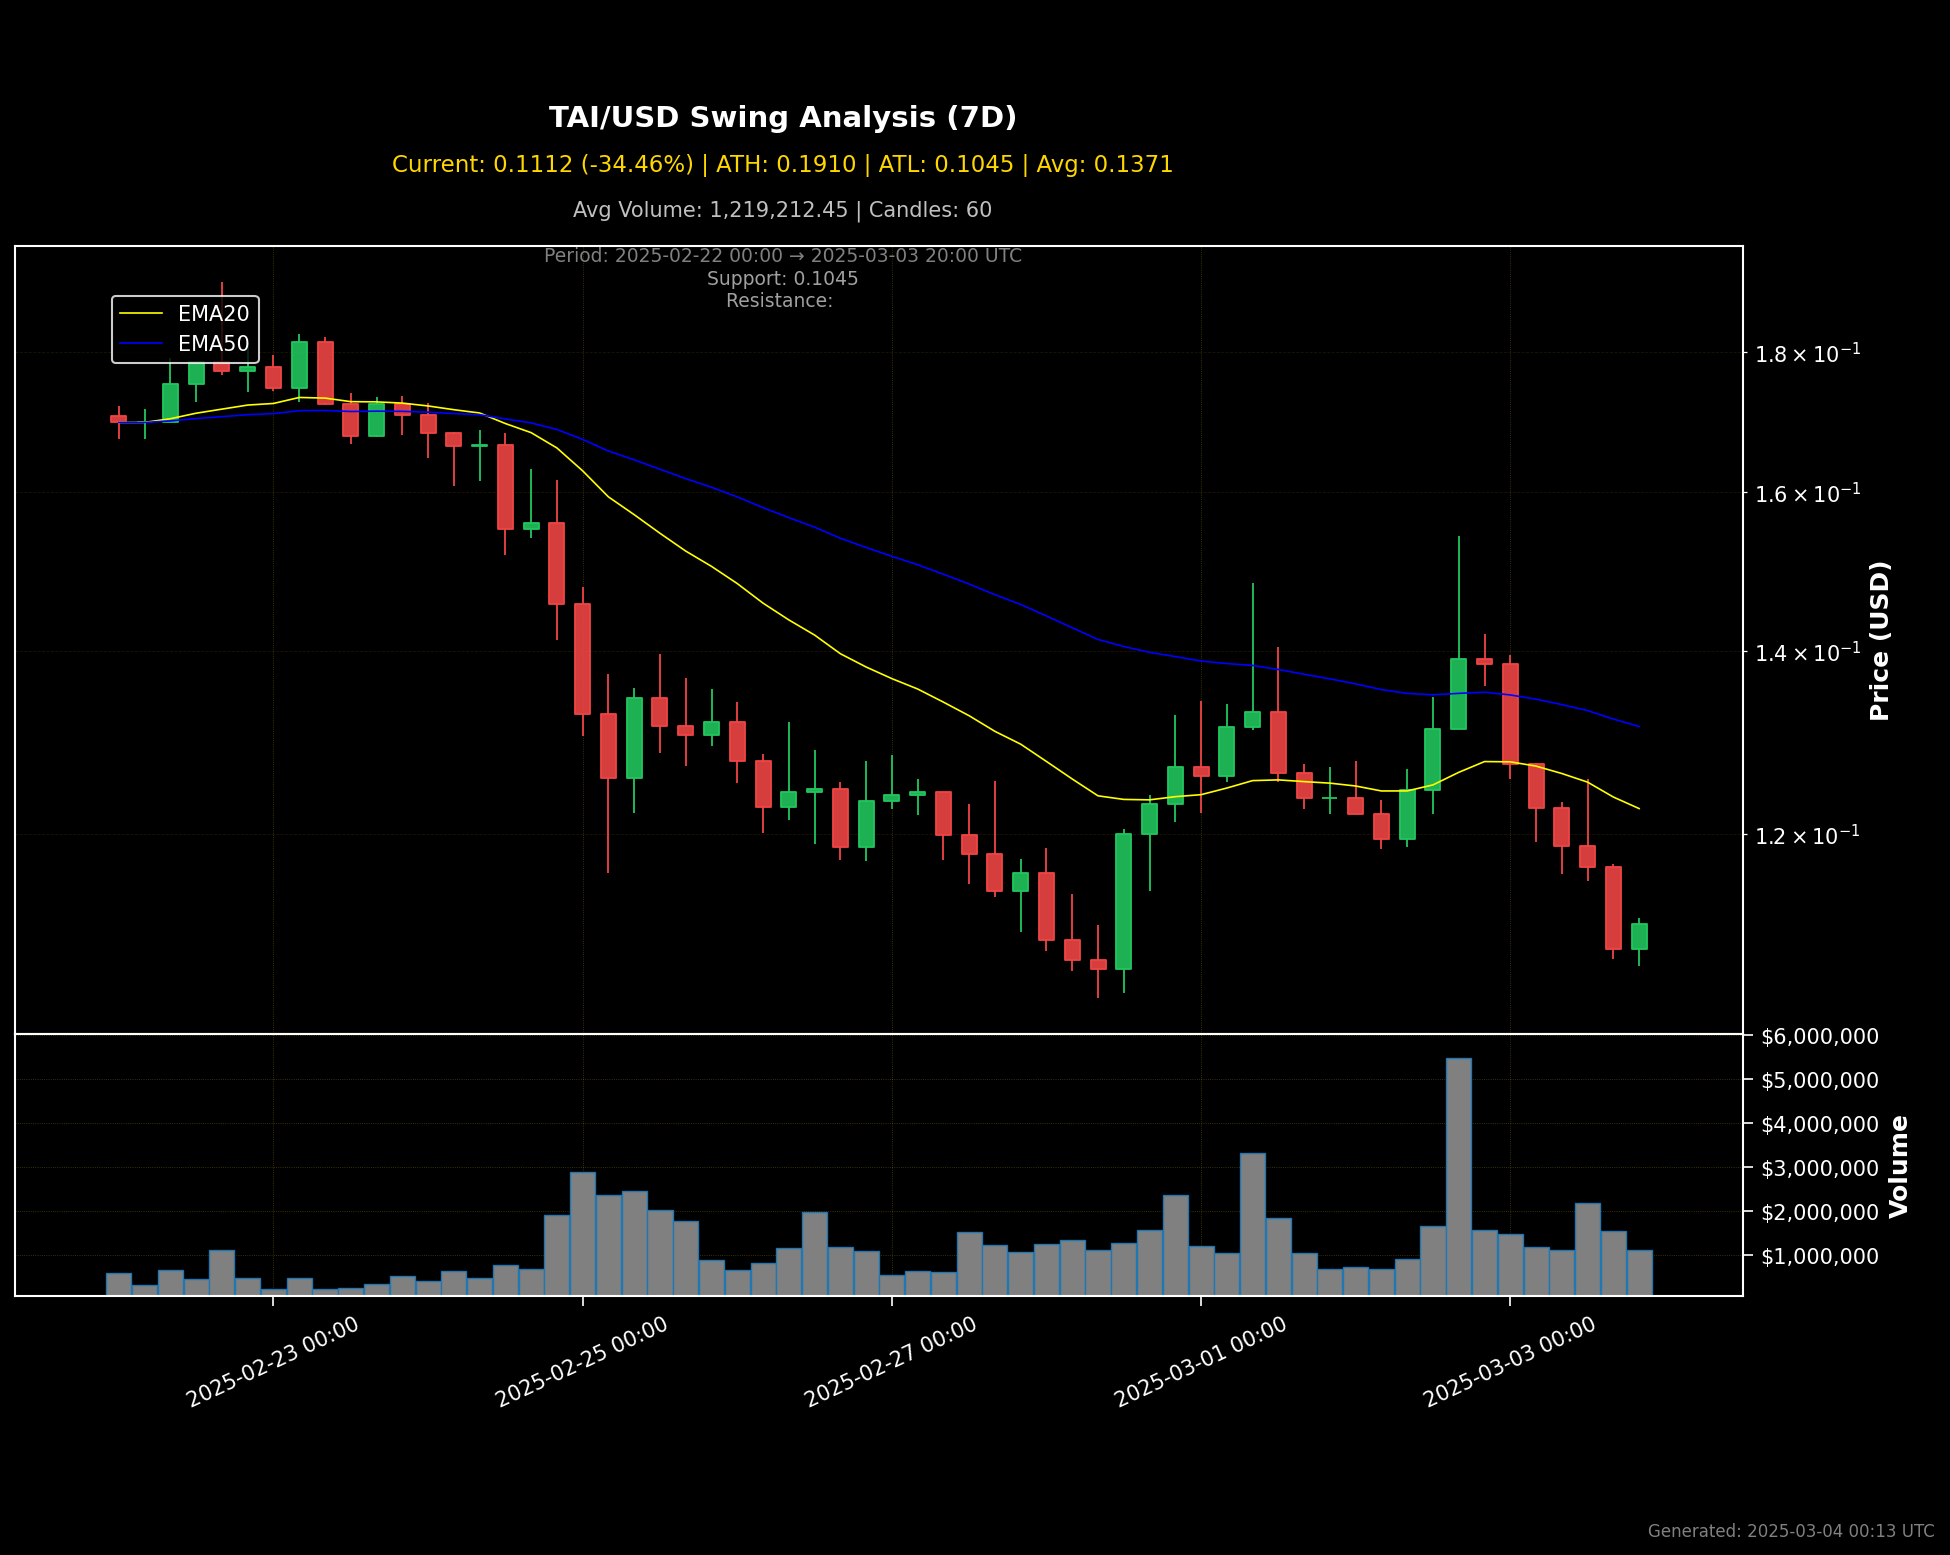 TAI/USD Swing Analysis (7D)
Current: 0.1112 (-34.46%) | ATH: 0.1910 | ATL: 0.1045 | Avg: 0.1371
Avg Volume: 1,219,212.45 | Candles: 60
Period: 2025-02-22 00:00 → 2025-03-03 20:00 UTC
Support: 0.1045
Resistance:
EMA20
EMA50
1.8 × 10⁻¹
1.6 × 10⁻¹
1.4 × 10⁻¹
1.2 × 10⁻¹
Price (USD)
$6,000,000
$5,000,000
$4,000,000
$3,000,000
$2,000,000
$1,000,000
Volume
2025-02-23 00:00
2025-02-25 00:00
2025-02-27 00:00
2025-03-01 00:00
2025-03-03 00:00
Generated: 2025-03-04 00:13 UTC